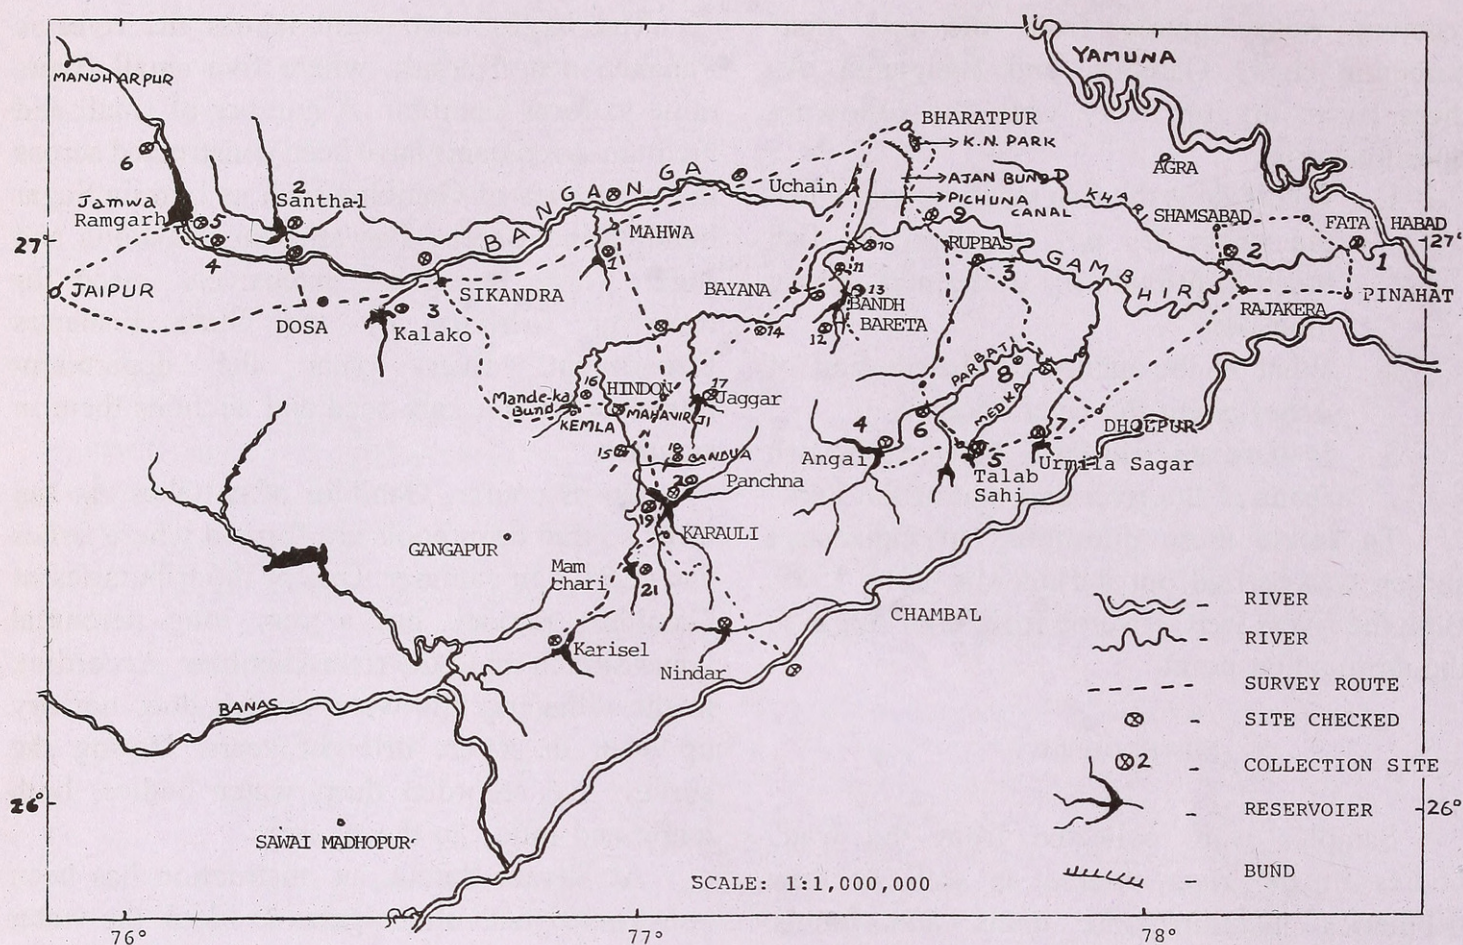 YAMUNA
MANOHARPUR
BHARATPUR
K.N. PARK
6
AGRA
AJAN BUND
Uchain
PICHUNA
CANAL
KHARI
2
Santhal
Jamwa
Ramgarh
5
4
BANGANGA
MAHWA
1
9
10
RUPBAS
3
GAMBHIR
SHAMSABAD
2
FATA
HABAD
1
27°
27°
JAIPUR
DOSA
SIKANDRA
3
Kalako
BAYANA
11
13
BANDH
BARETA
12
14
RAJAKERA
PINAHAT
PARBATI
8
MEDKA
16
HINDON
17
Jaggar
Mande-ka
Bund
MAHAVIRJI
KEMLA
15
18
GANDVA
4
Angai
6
5
Talab
Sahi
7
DHOLPUR
Urmila Sagar
20
Panchna
19
KARAULI
GANGAPUR
Mam
chari
21
CHAMBAL
Karisel
Nindar
BANAS
SAWAI MADHOPUR
26°
26°
RIVER
RIVER
SURVEY ROUTE
SITE CHECKED
2 - COLLECTION SITE
RESERVOIER
BUND
SCALE: 1:1,000,000
76°
77°
78°